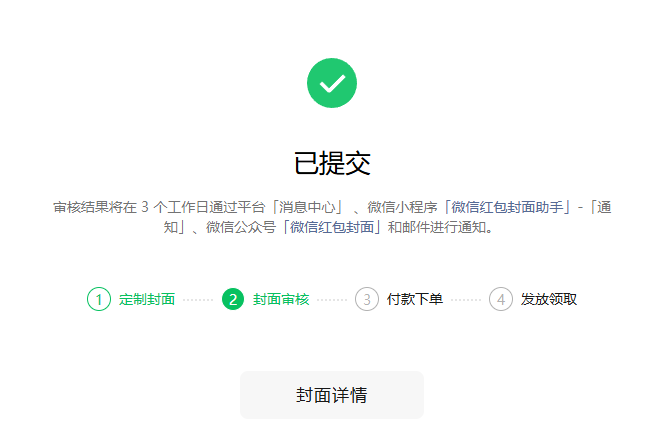 已提交
审核结果将在 3 个工作日通过平台「消息中心」、微信小程序「微信红包封面助手」-「通
知」、微信公众号「微信红包封面」和邮件进行通知。
1 定制封面 2 封面审核 3 付款下单 4 发放领取
封面详情